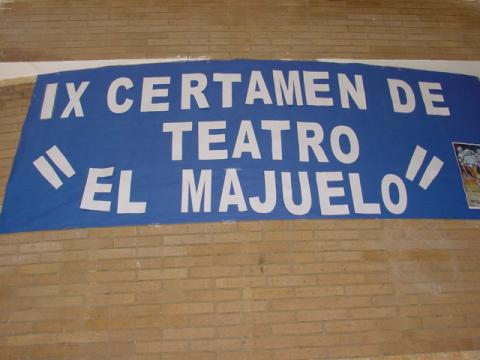 IX CERTAMEN DE
TEATRO
"EL MAJUELO"